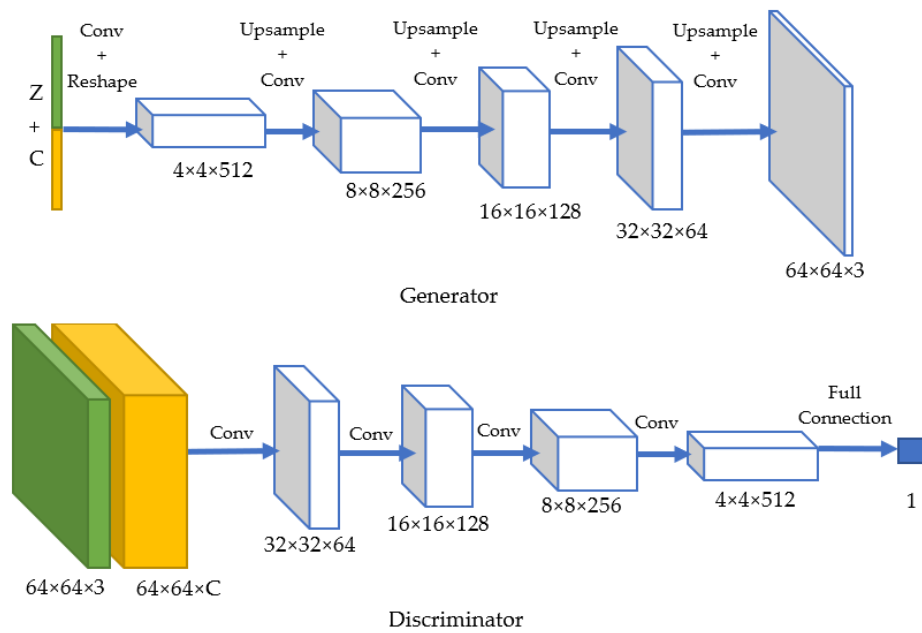 Z
+
C
Conv
+
Reshape
4×4×512
Upsample
+
Conv
8×8×256
Upsample
+
Conv
16×16×128
Upsample
+
Conv
32×32×64
Upsample
+
Conv
64×64×3
Generator
64×64×3
64×64×C
Conv
32×32×64
Conv
16×16×128
Conv
8×8×256
Conv
4×4×512
Full
Connection
1
Discriminator